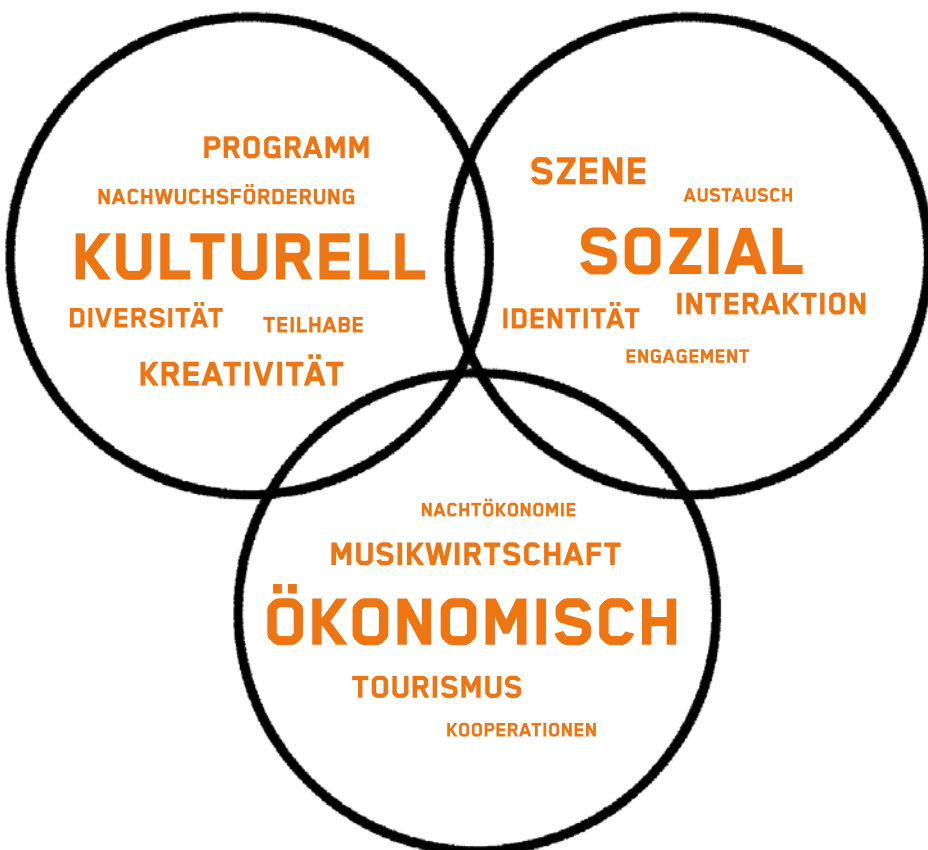 PROGRAMM
NACHWUCHSFÖRDERUNG
KULTURELL
DIVERSITÄT
TEILHABE
KREATIVITÄT
SZENE
AUSTAUSCH
SOZIAL
INTERAKTION
IDENTITÄT
ENGAGEMENT
NACHTÖKONOMIE
MUSIKWIRTSCHAFT
ÖKONOMISCH
TOURISMUS
KOOPERATIONEN